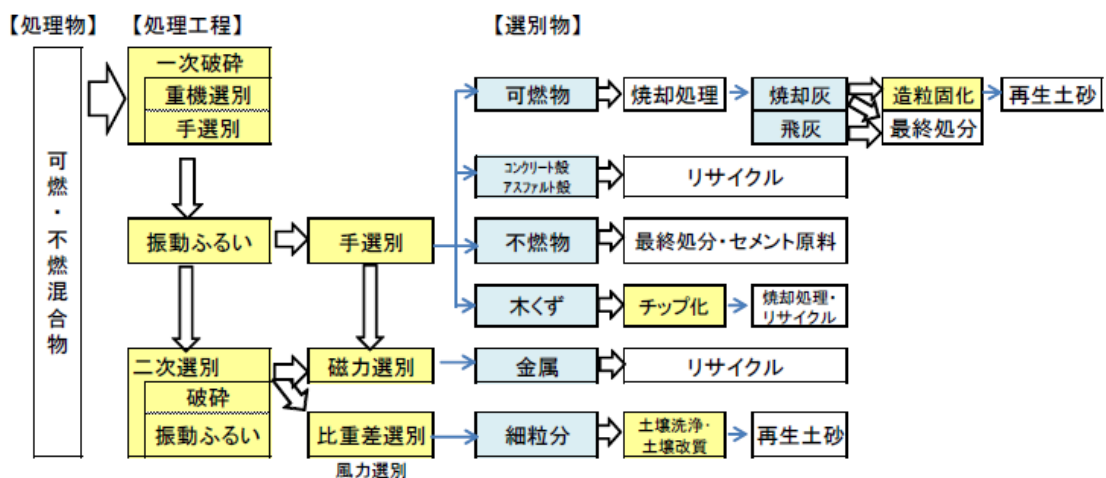 【処理物】
【処理工程】
【選別物】
可燃・不燃混合物
一次破砕
重機選別
手選別
可燃物
焼却処理
焼却灰
造粒固化
再生土砂
飛灰
最終処分
コンクリート殻
アスファルト殻
リサイクル
振動ふるい
手選別
不燃物
最終処分・セメント原料
木くず
チップ化
焼却処理・
リサイクル
二次選別
破砕
振動ふるい
磁力選別
金属
リサイクル
比重差選別
風力選別
細粒分
土壌洗浄・
土壌改質
再生土砂